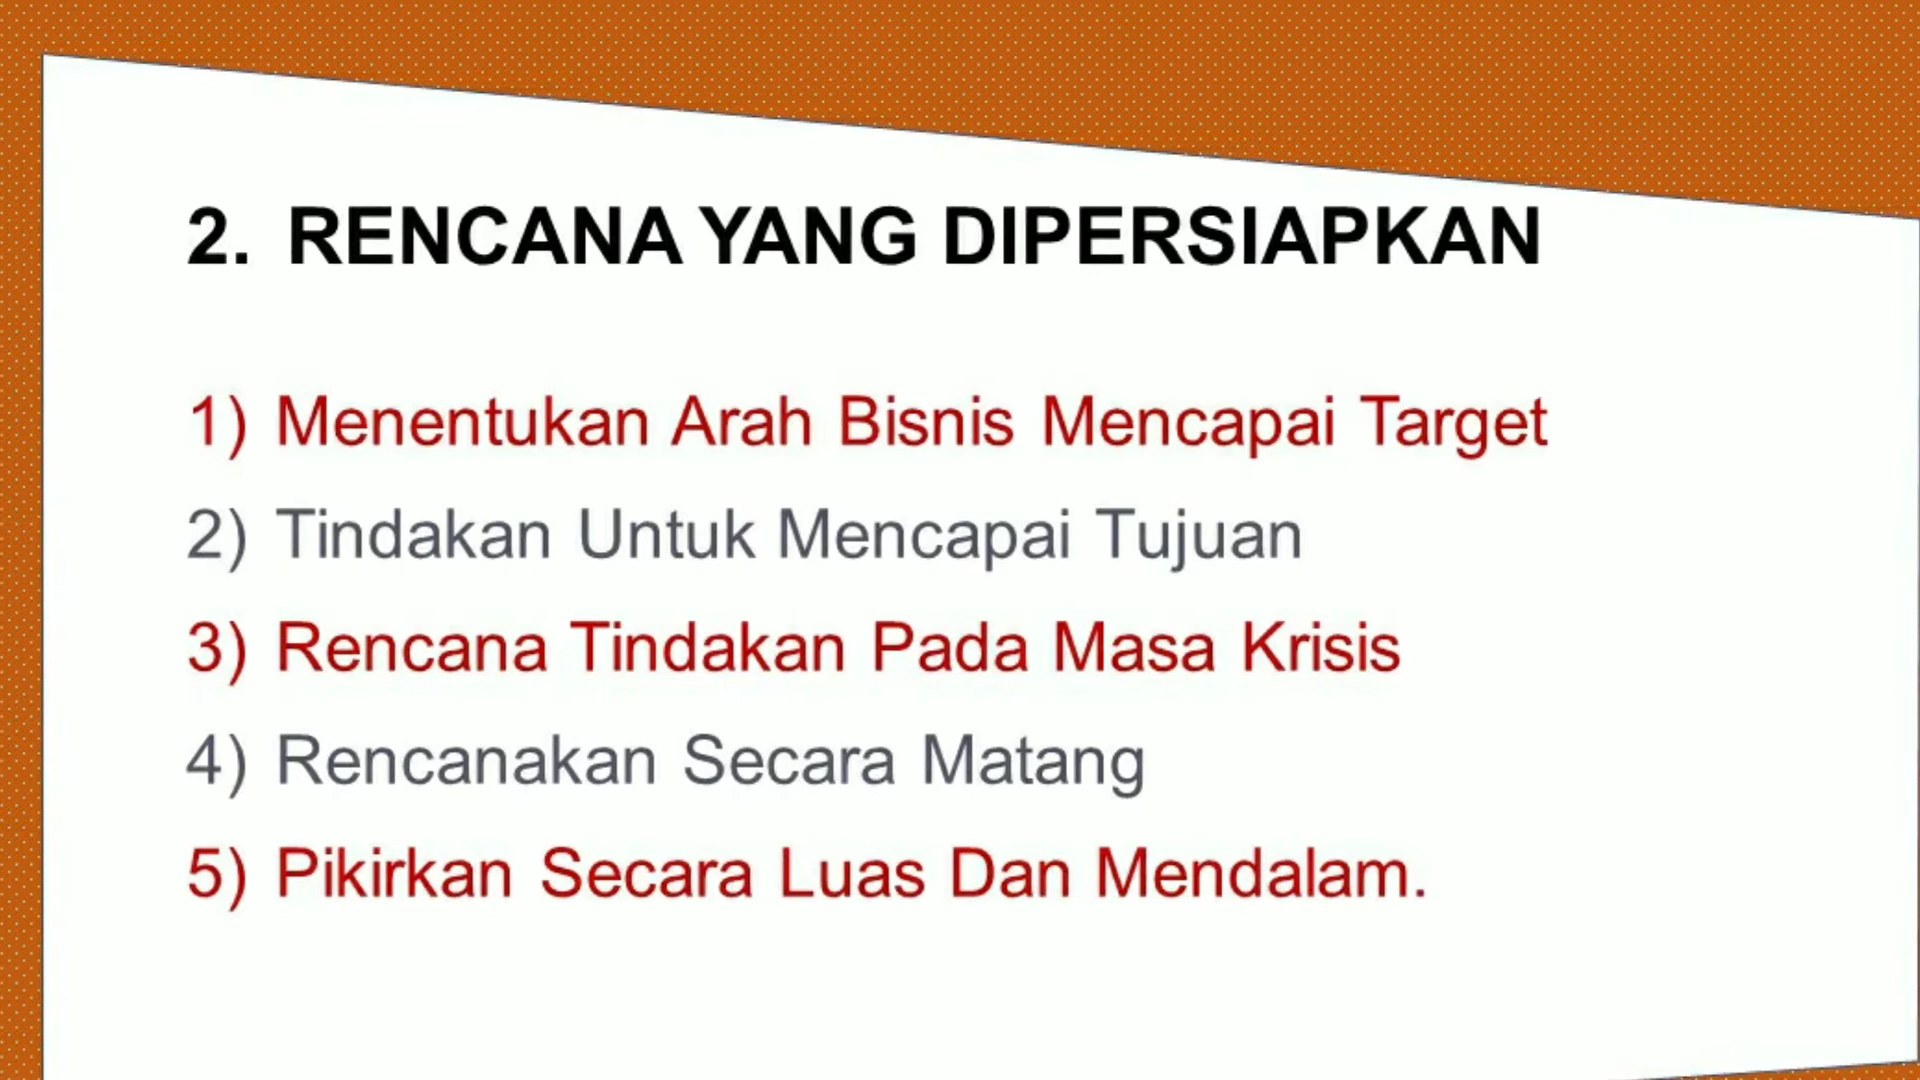 2. RENCANA YANG DIPERSIAPKAN
1) Menentukan Arah Bisnis Mencapai Target
2) Tindakan Untuk Mencapai Tujuan
3) Rencana Tindakan Pada Masa Krisis
4) Rencanakan Secara Matang
5) Pikirkan Secara Luas Dan Mendalam.